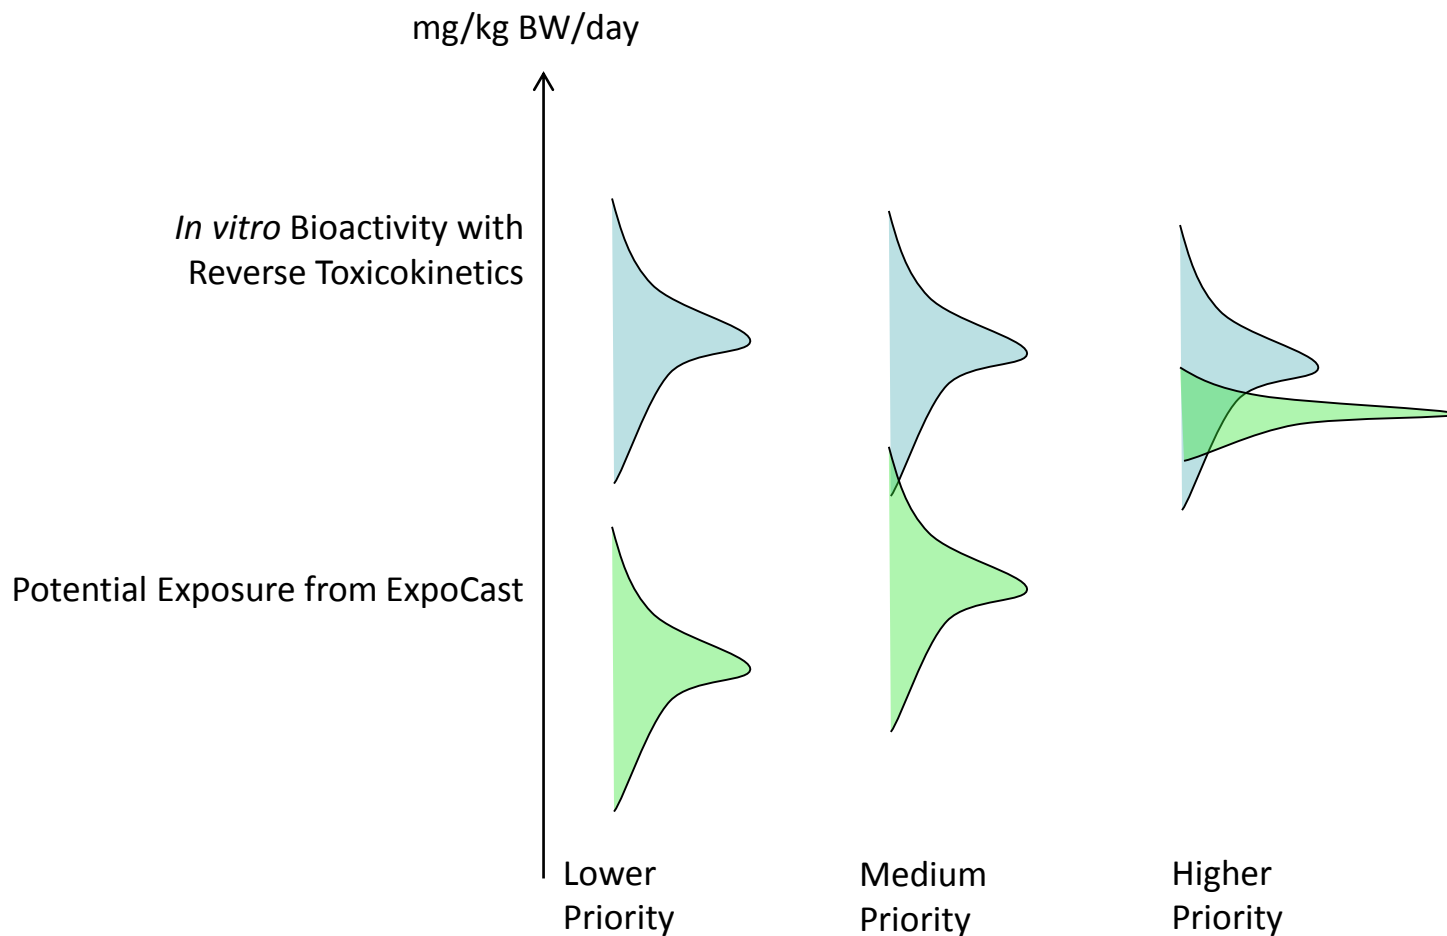 mg/kg BW/day
In vitro Bioactivity with
Reverse Toxicokinetics
Potential Exposure from ExpoCast
Lower
Priority
Medium
Priority
Higher
Priority